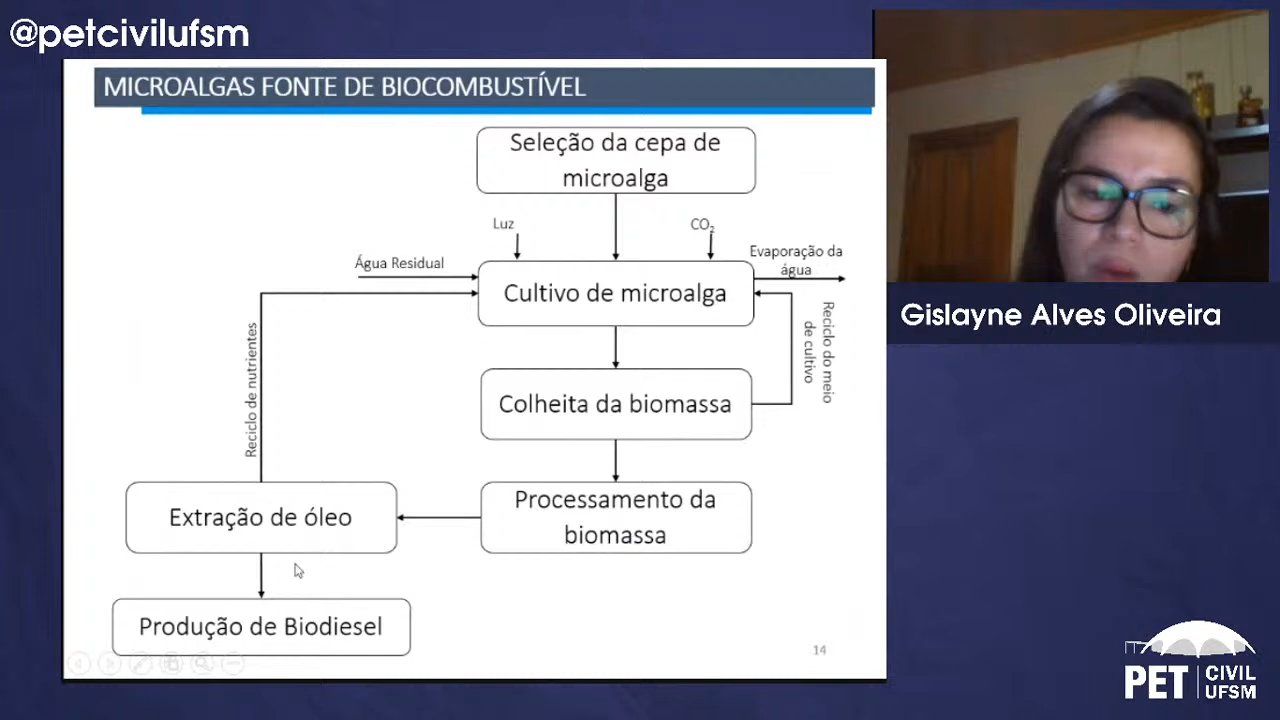 @petcivilufsm
MICROALGAS FONTE DE BIOCOMBUSTÍVEL
Seleção da cepa de
microalga
Luz
CO₂
Água Residual
Evaporação da
água
Cultivo de microalga
Reciclo de nutrientes
Reciclo do meio
de cultivo
Colheita da biomassa
Processamento da
biomassa
Extração de óleo
Produção de Biodiesel
14
Gislayne Alves Oliveira
PET
CIVIL
UFSM